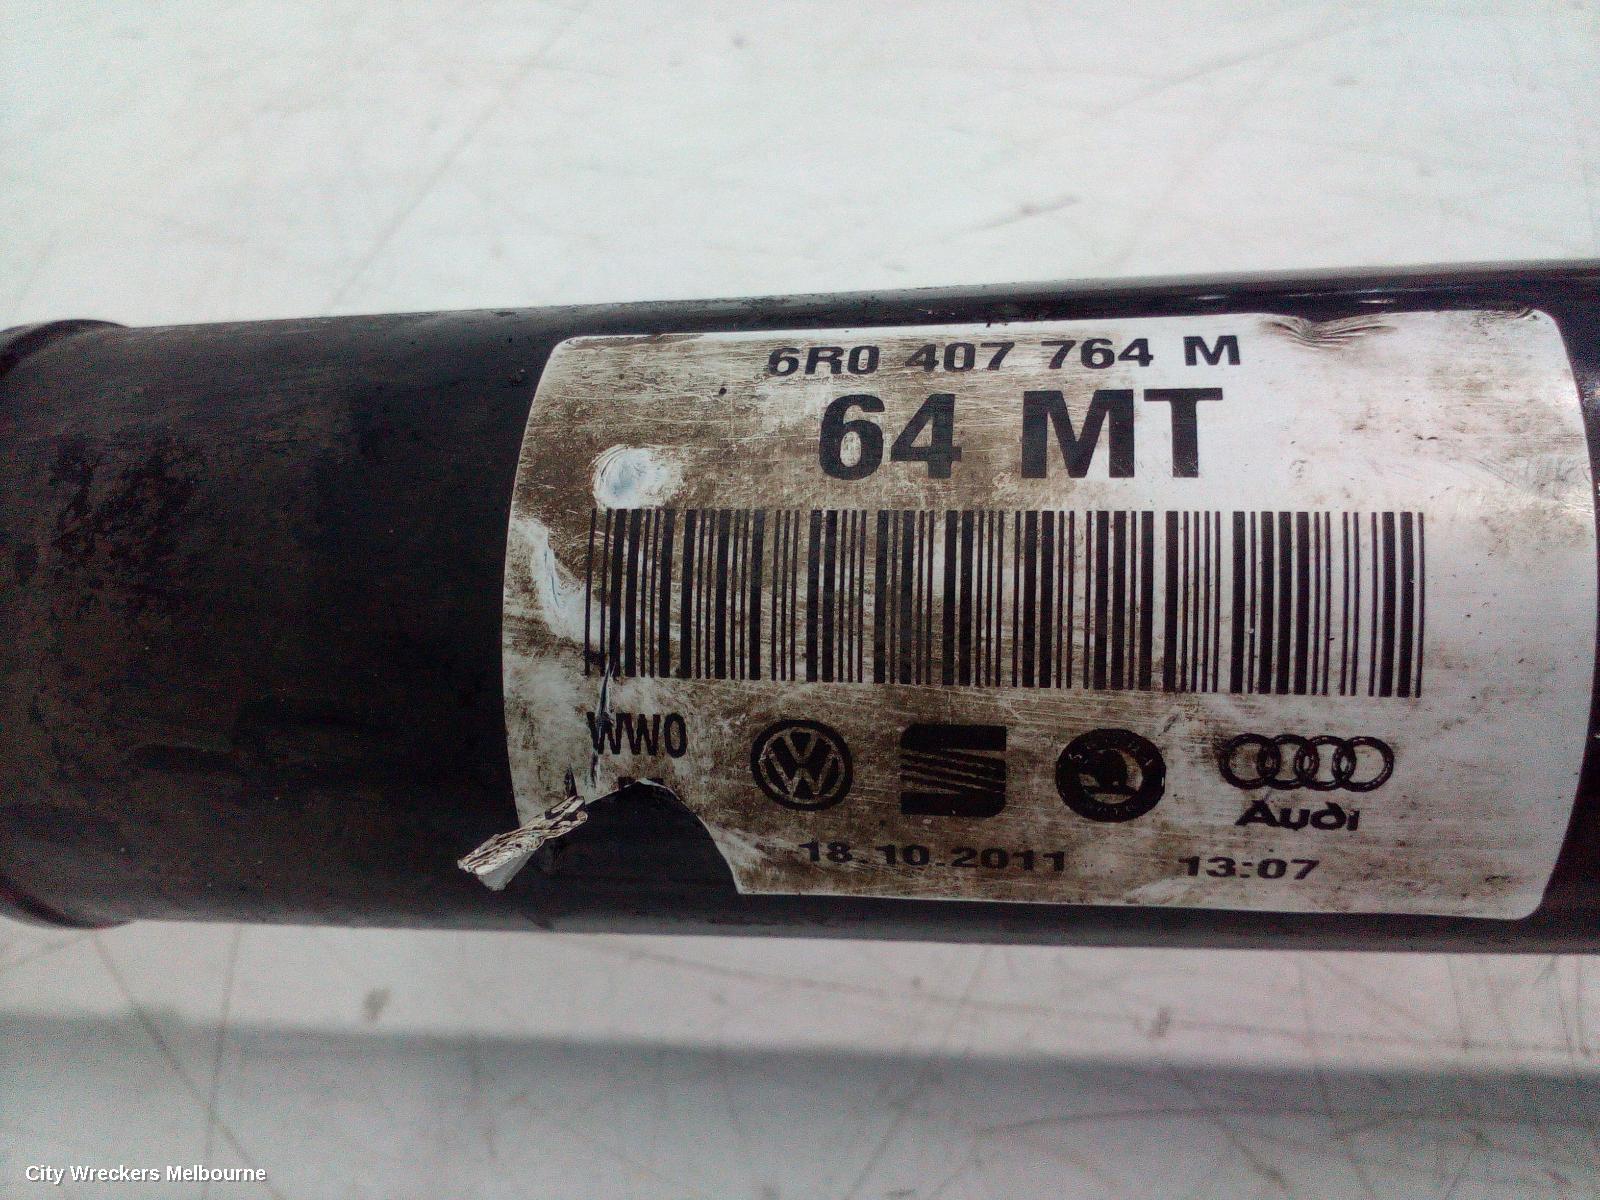 6R0 407 764 M
64 MT
WW0
Audi
18.10.2011 13:07
City Wreckers Melbourne